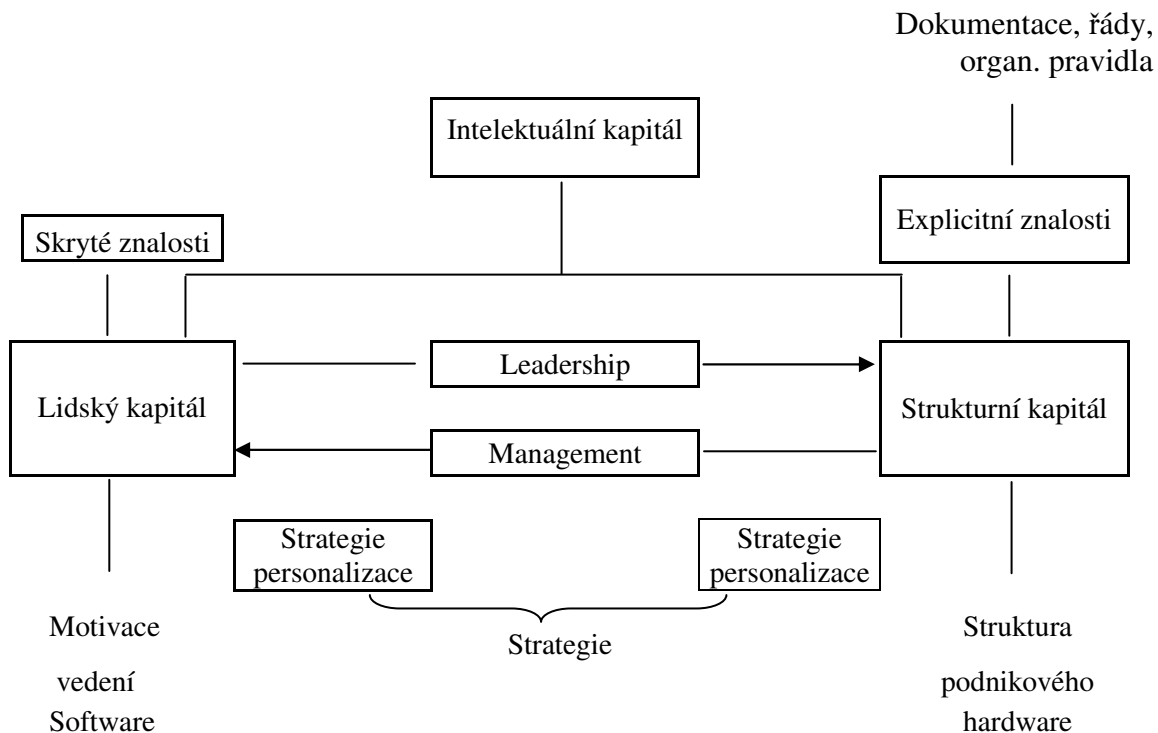 Dokumentace, řády,
organ. pravidla
Intelektuální kapitál
Explicitní znalosti
Skryté znalosti
Leadership
Lidský kapitál
Strukturní kapitál
Management
Strategie
personalizace
Strategie
personalizace
Strategie
Motivace
vedení
Software
Struktura
podnikového
hardware